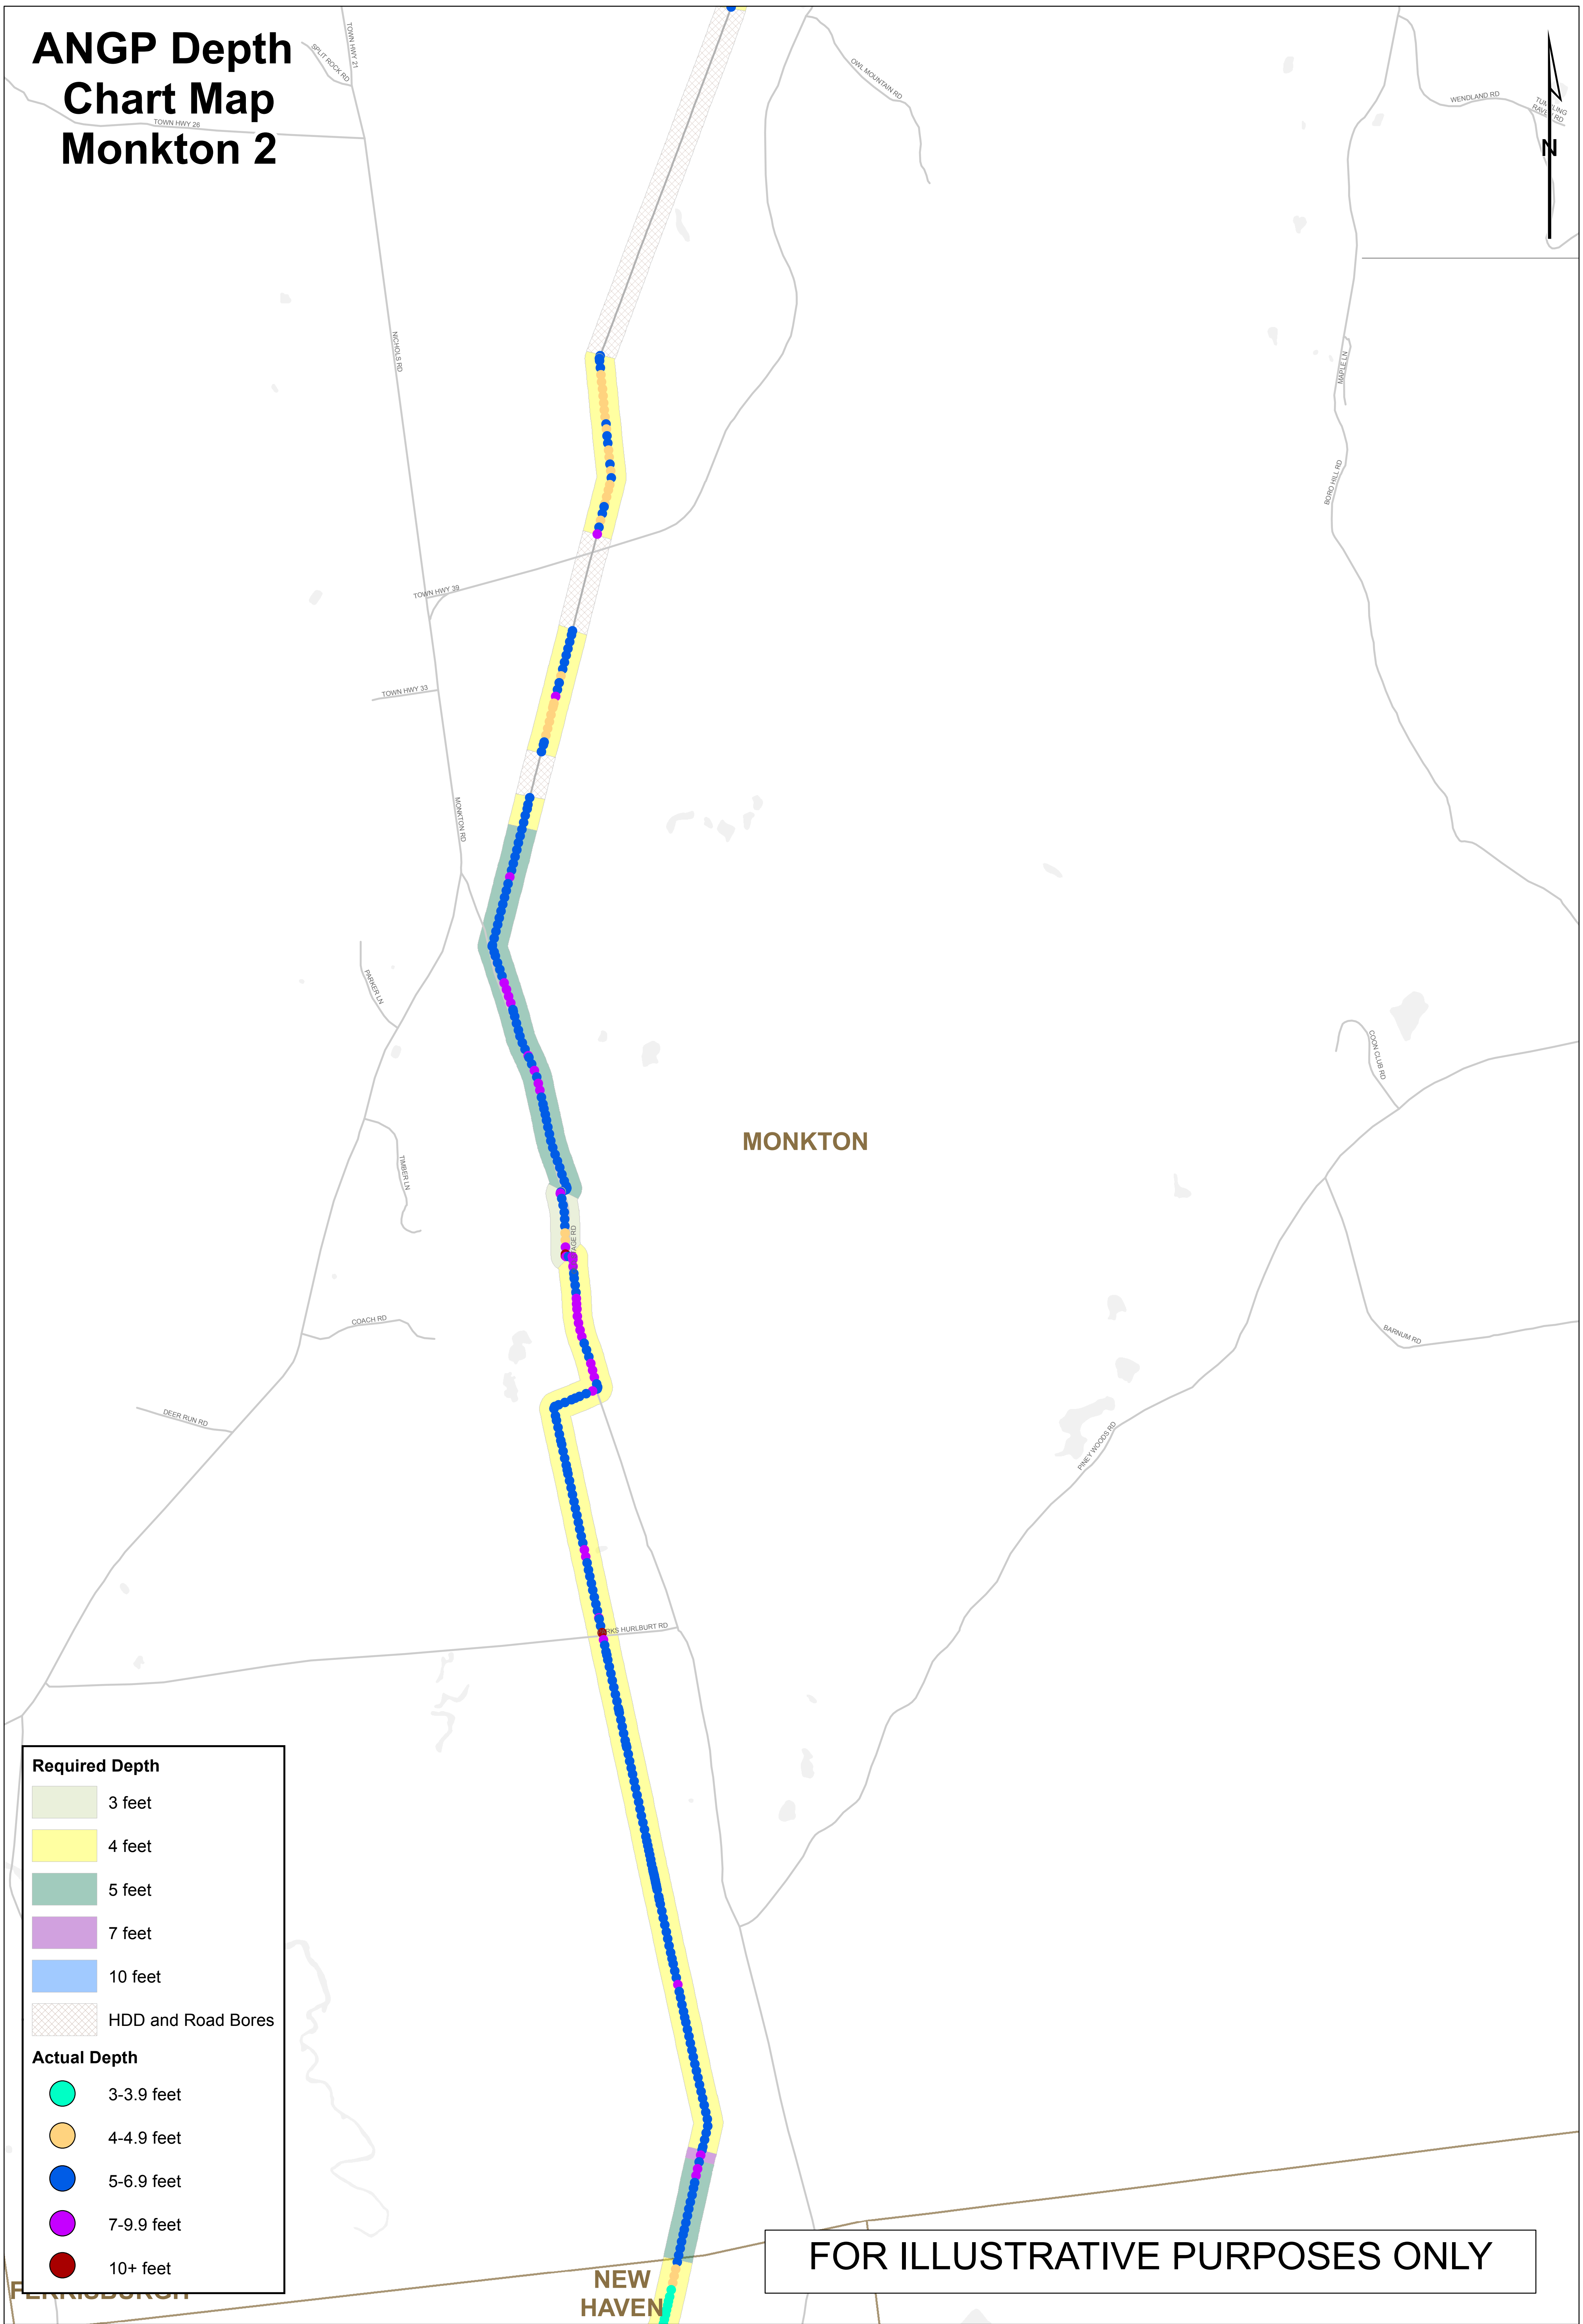 ANGP Depth
Chart Map
Monkton 2
TOWN HWY 21
SPLIT ROCK RD
TOWN HWY 26
OWL MOUNTAIN RD
WENDLAND RD
N
NICHOLS RD
MAPLE LN
BORO HILL RD
TOWN HWY 39
TOWN HWY 33
MONKTON RD
PARKER LN
COON CLUB RD
MONKTON
TIMBER LN
COACH RD
BARNUM RD
DEER RUN RD
PINEY WOODS RD
HURLBURT RD
Required Depth
3 feet
4 feet
5 feet
7 feet
10 feet
HDD and Road Bores
Actual Depth
3-3.9 feet
4-4.9 feet
5-6.9 feet
7-9.9 feet
10+ feet
FERRISBURGH
NEW
HAVEN
FOR ILLUSTRATIVE PURPOSES ONLY